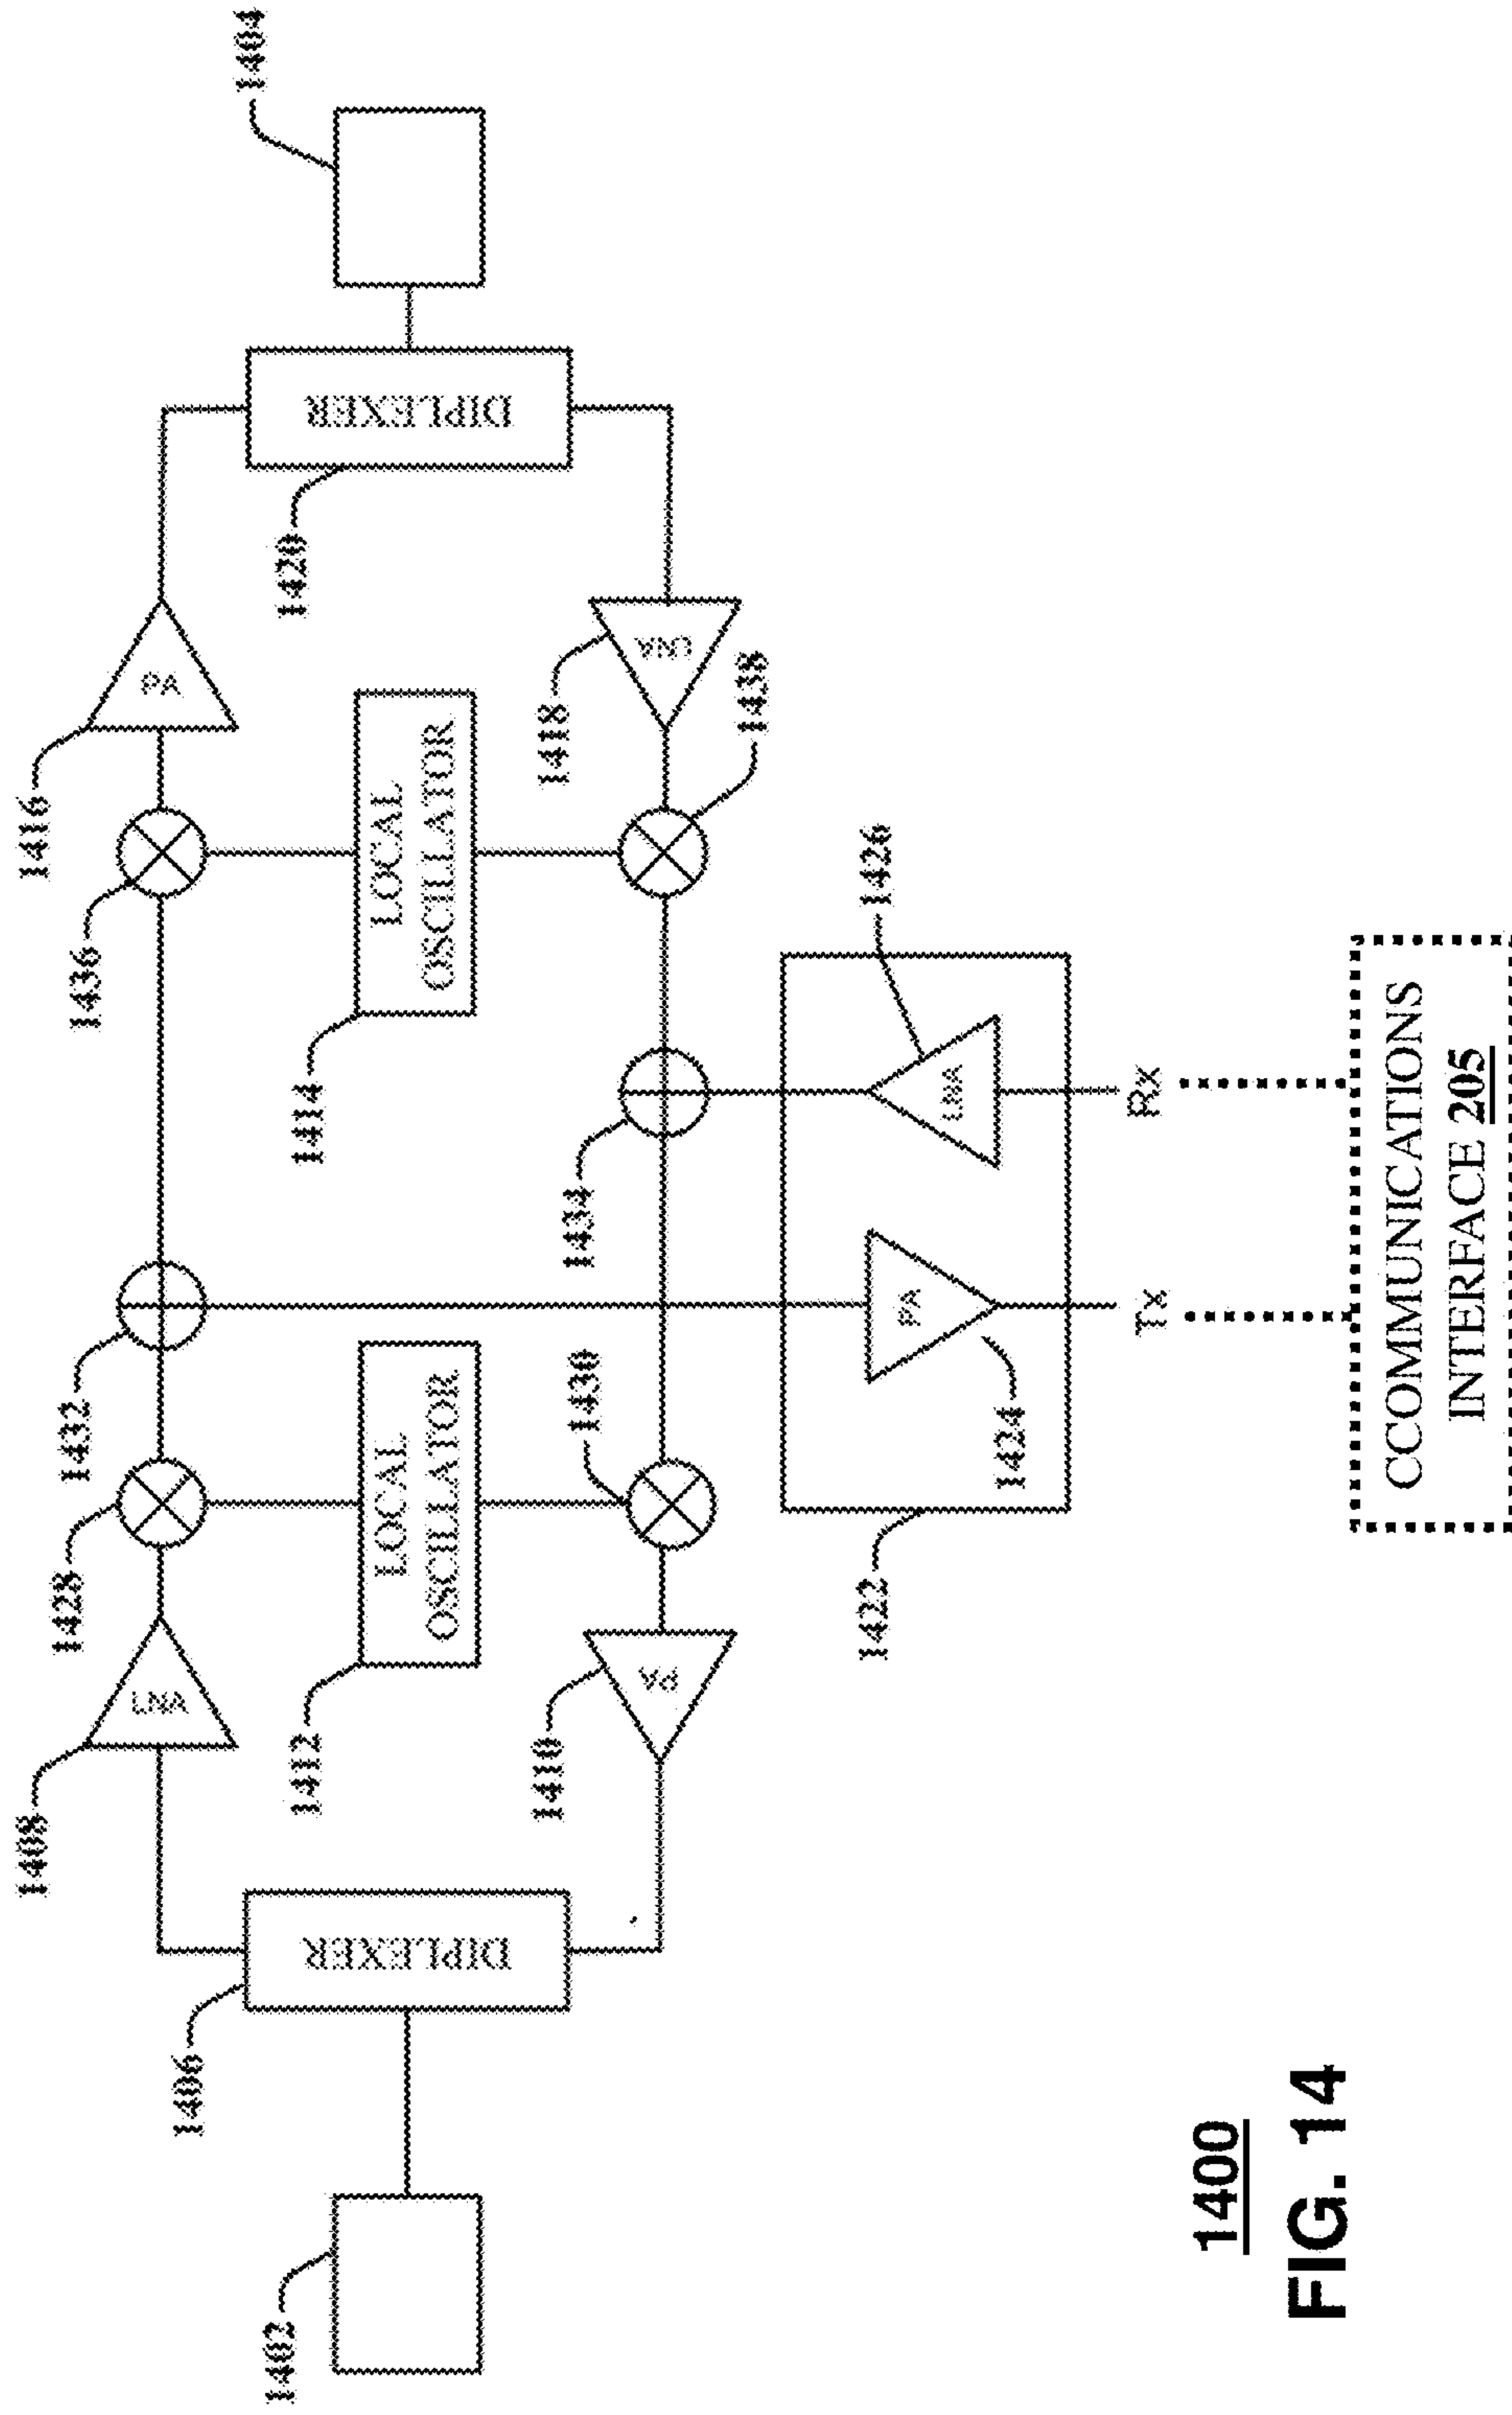 1404
1416
PA
1436
1420
DIPLEXER
LOCAL
OSCILLATOR
1414
1418
LNA
1438
1432
1434
1426
LNA
Rx
1428
1408
LNA
LOCAL
OSCILLATOR
1412
1430
PA
1410
PA
1424
Tx
1422
CCOMMUNICATIONS
INTERFACE 205
DIPLEXER
1406
1402
1400
FIG. 14